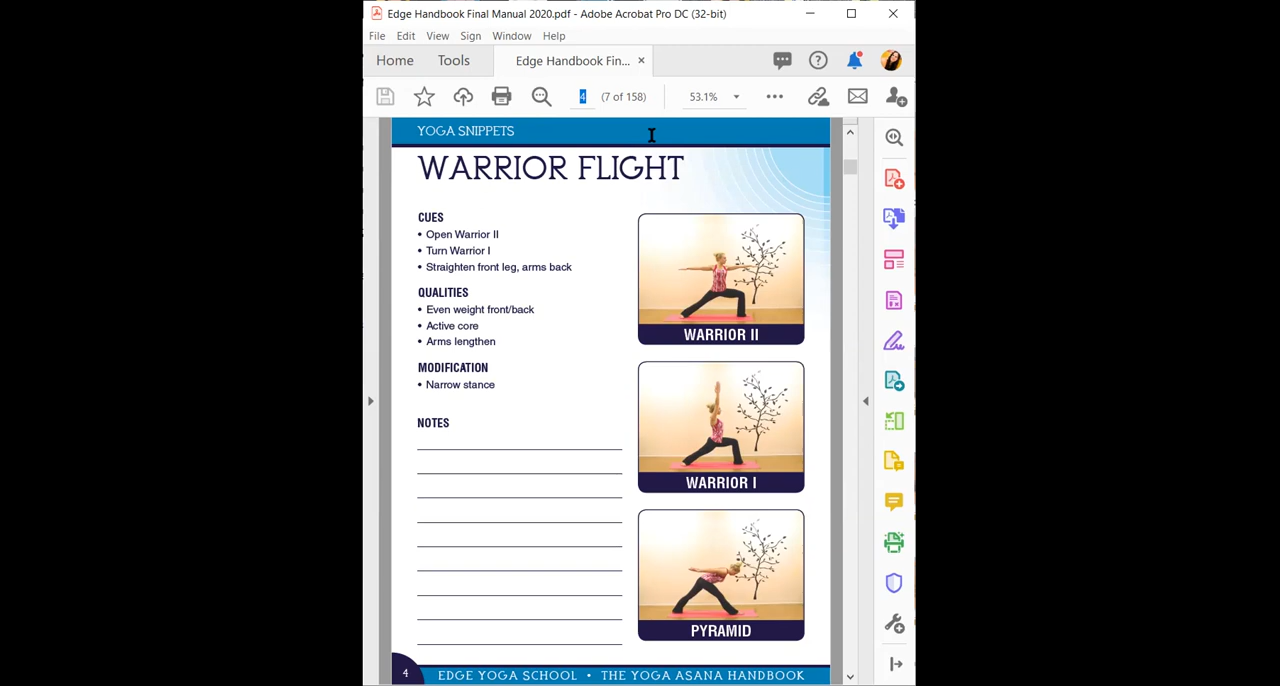 Edge Handbook Final Manual 2020.pdf - Adobe Acrobat Pro DC (32-bit)
File Edit View Sign Window Help
Home Tools Edge Handbook Fin... ×
4 (7 of 158) 53.1%
YOGA SNIPPETS
WARRIOR FLIGHT
CUES
• Open Warrior II
• Turn Warrior I
• Straighten front leg, arms back
QUALITIES
• Even weight front/back
• Active core
• Arms lengthen
MODIFICATION
• Narrow stance
NOTES
WARRIOR II
WARRIOR I
PYRAMID
4 EDGE YOGA SCHOOL • THE YOGA ASANA HANDBOOK